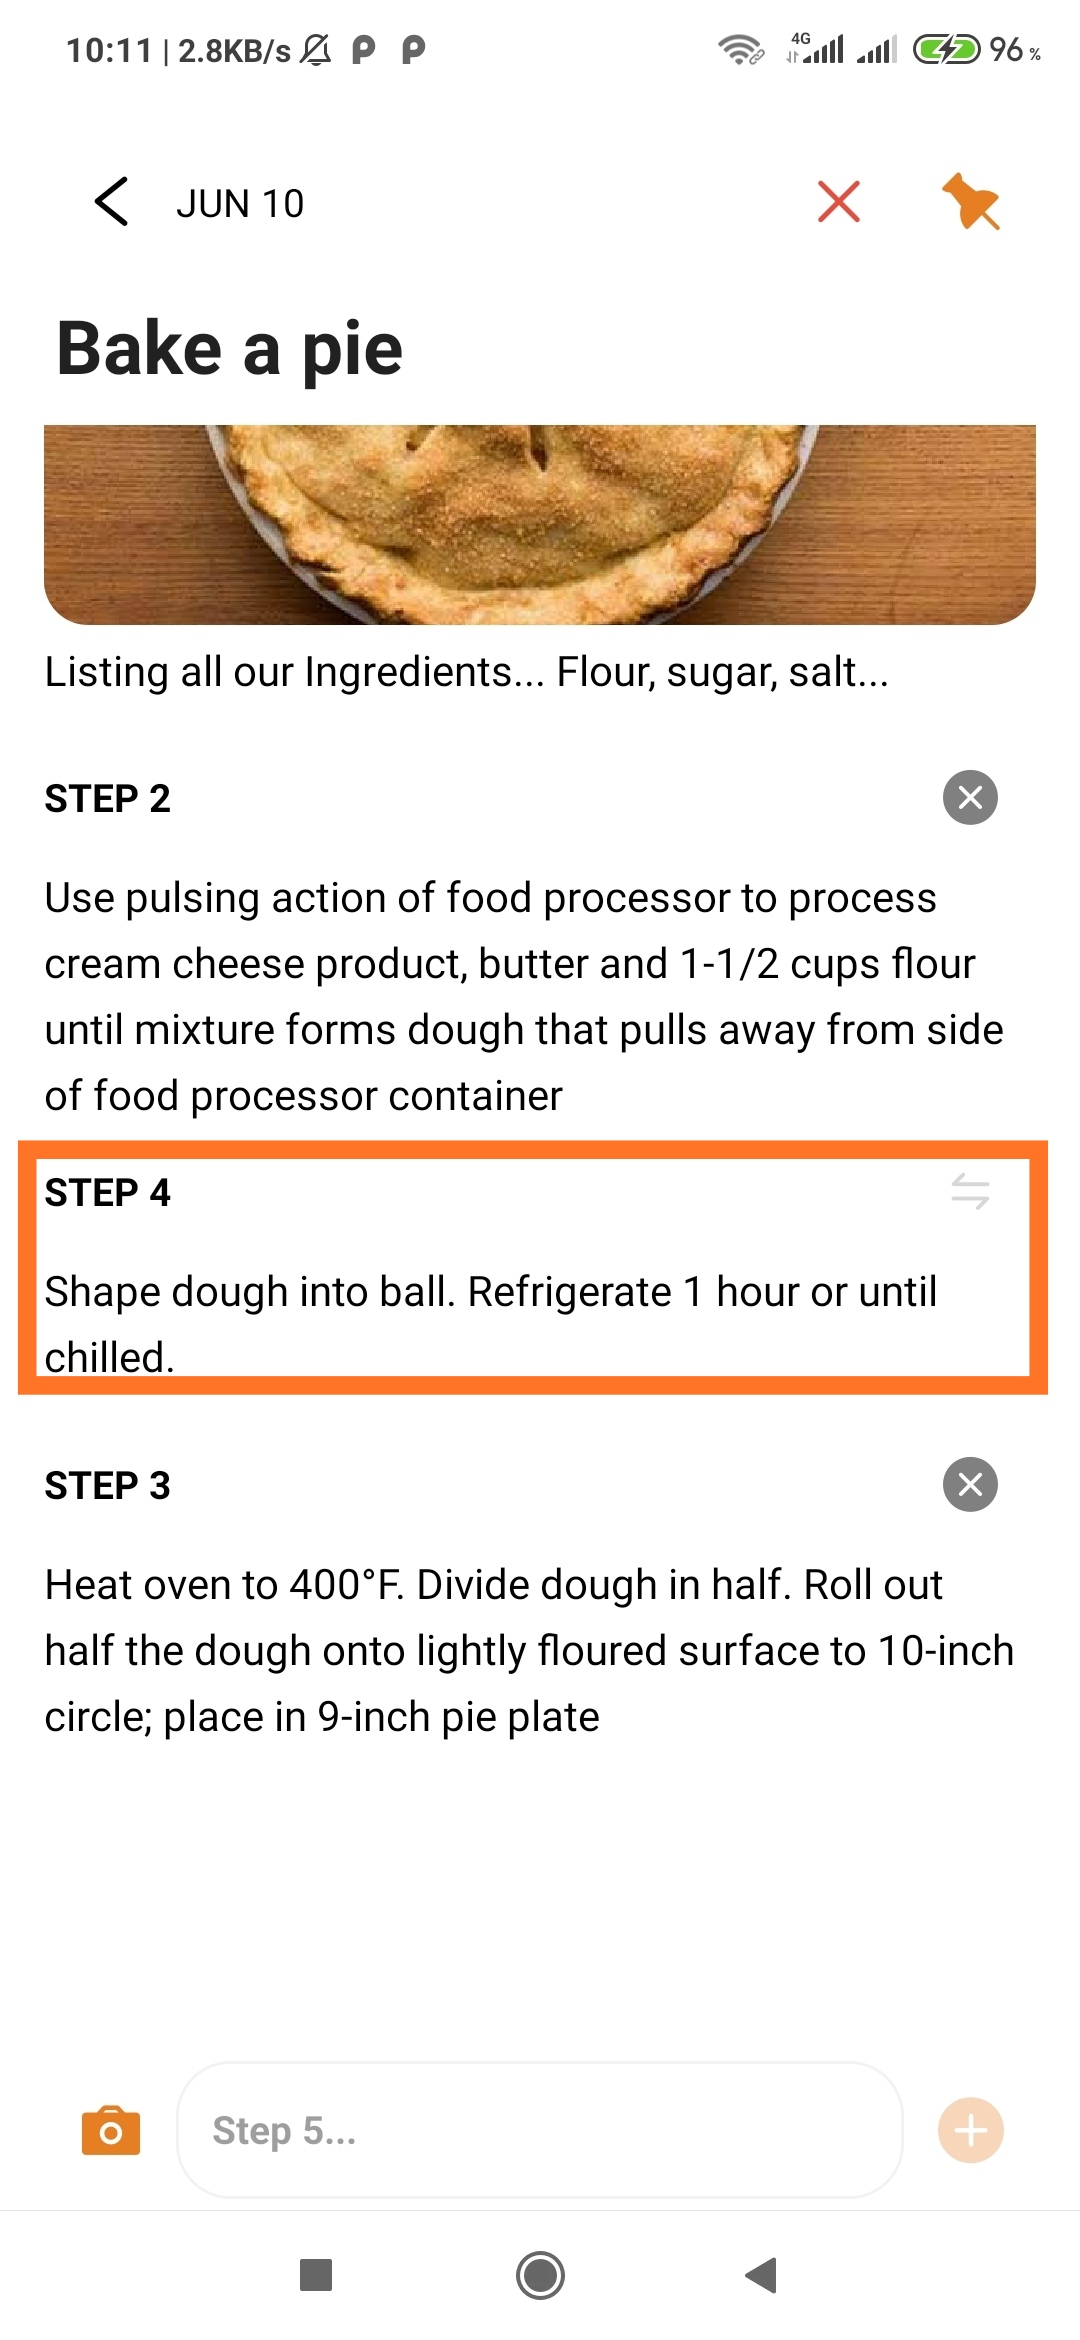 10:11 | 2.8KB/s 4G 96 %
JUN 10
Bake a pie
Listing all our Ingredients... Flour, sugar, salt...
STEP 2
Use pulsing action of food processor to process
cream cheese product, butter and 1-1/2 cups flour
until mixture forms dough that pulls away from side
of food processor container
STEP 4
Shape dough into ball. Refrigerate 1 hour or until
chilled.
STEP 3
Heat oven to 400°F. Divide dough in half. Roll out
half the dough onto lightly floured surface to 10-inch
circle; place in 9-inch pie plate
Step 5...